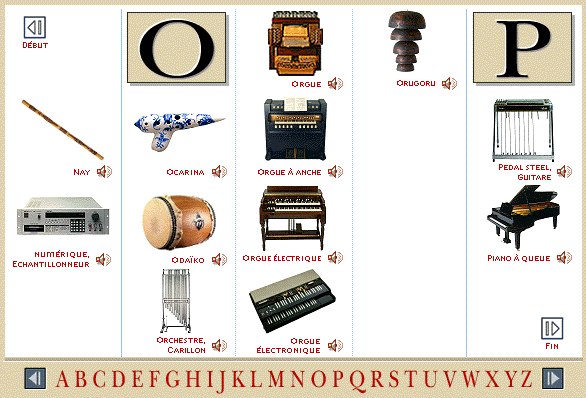 DÉBUT
O
ORGUE
ORUGORU
P
NAY
OCARINA
ORGUE À ANCHE
PEDAL STEEL,
GUITARE
NUMÉRIQUE,
ECHANTILLONNEUR
ODAÏKO
ORGUE ÉLECTRIQUE
PIANO À QUEUE
ORCHESTRE,
CARILLON
ORGUE
ÉLECTRONIQUE
FIN
ABCDEFGHIJKLMNOPQRSTUVWXYZ